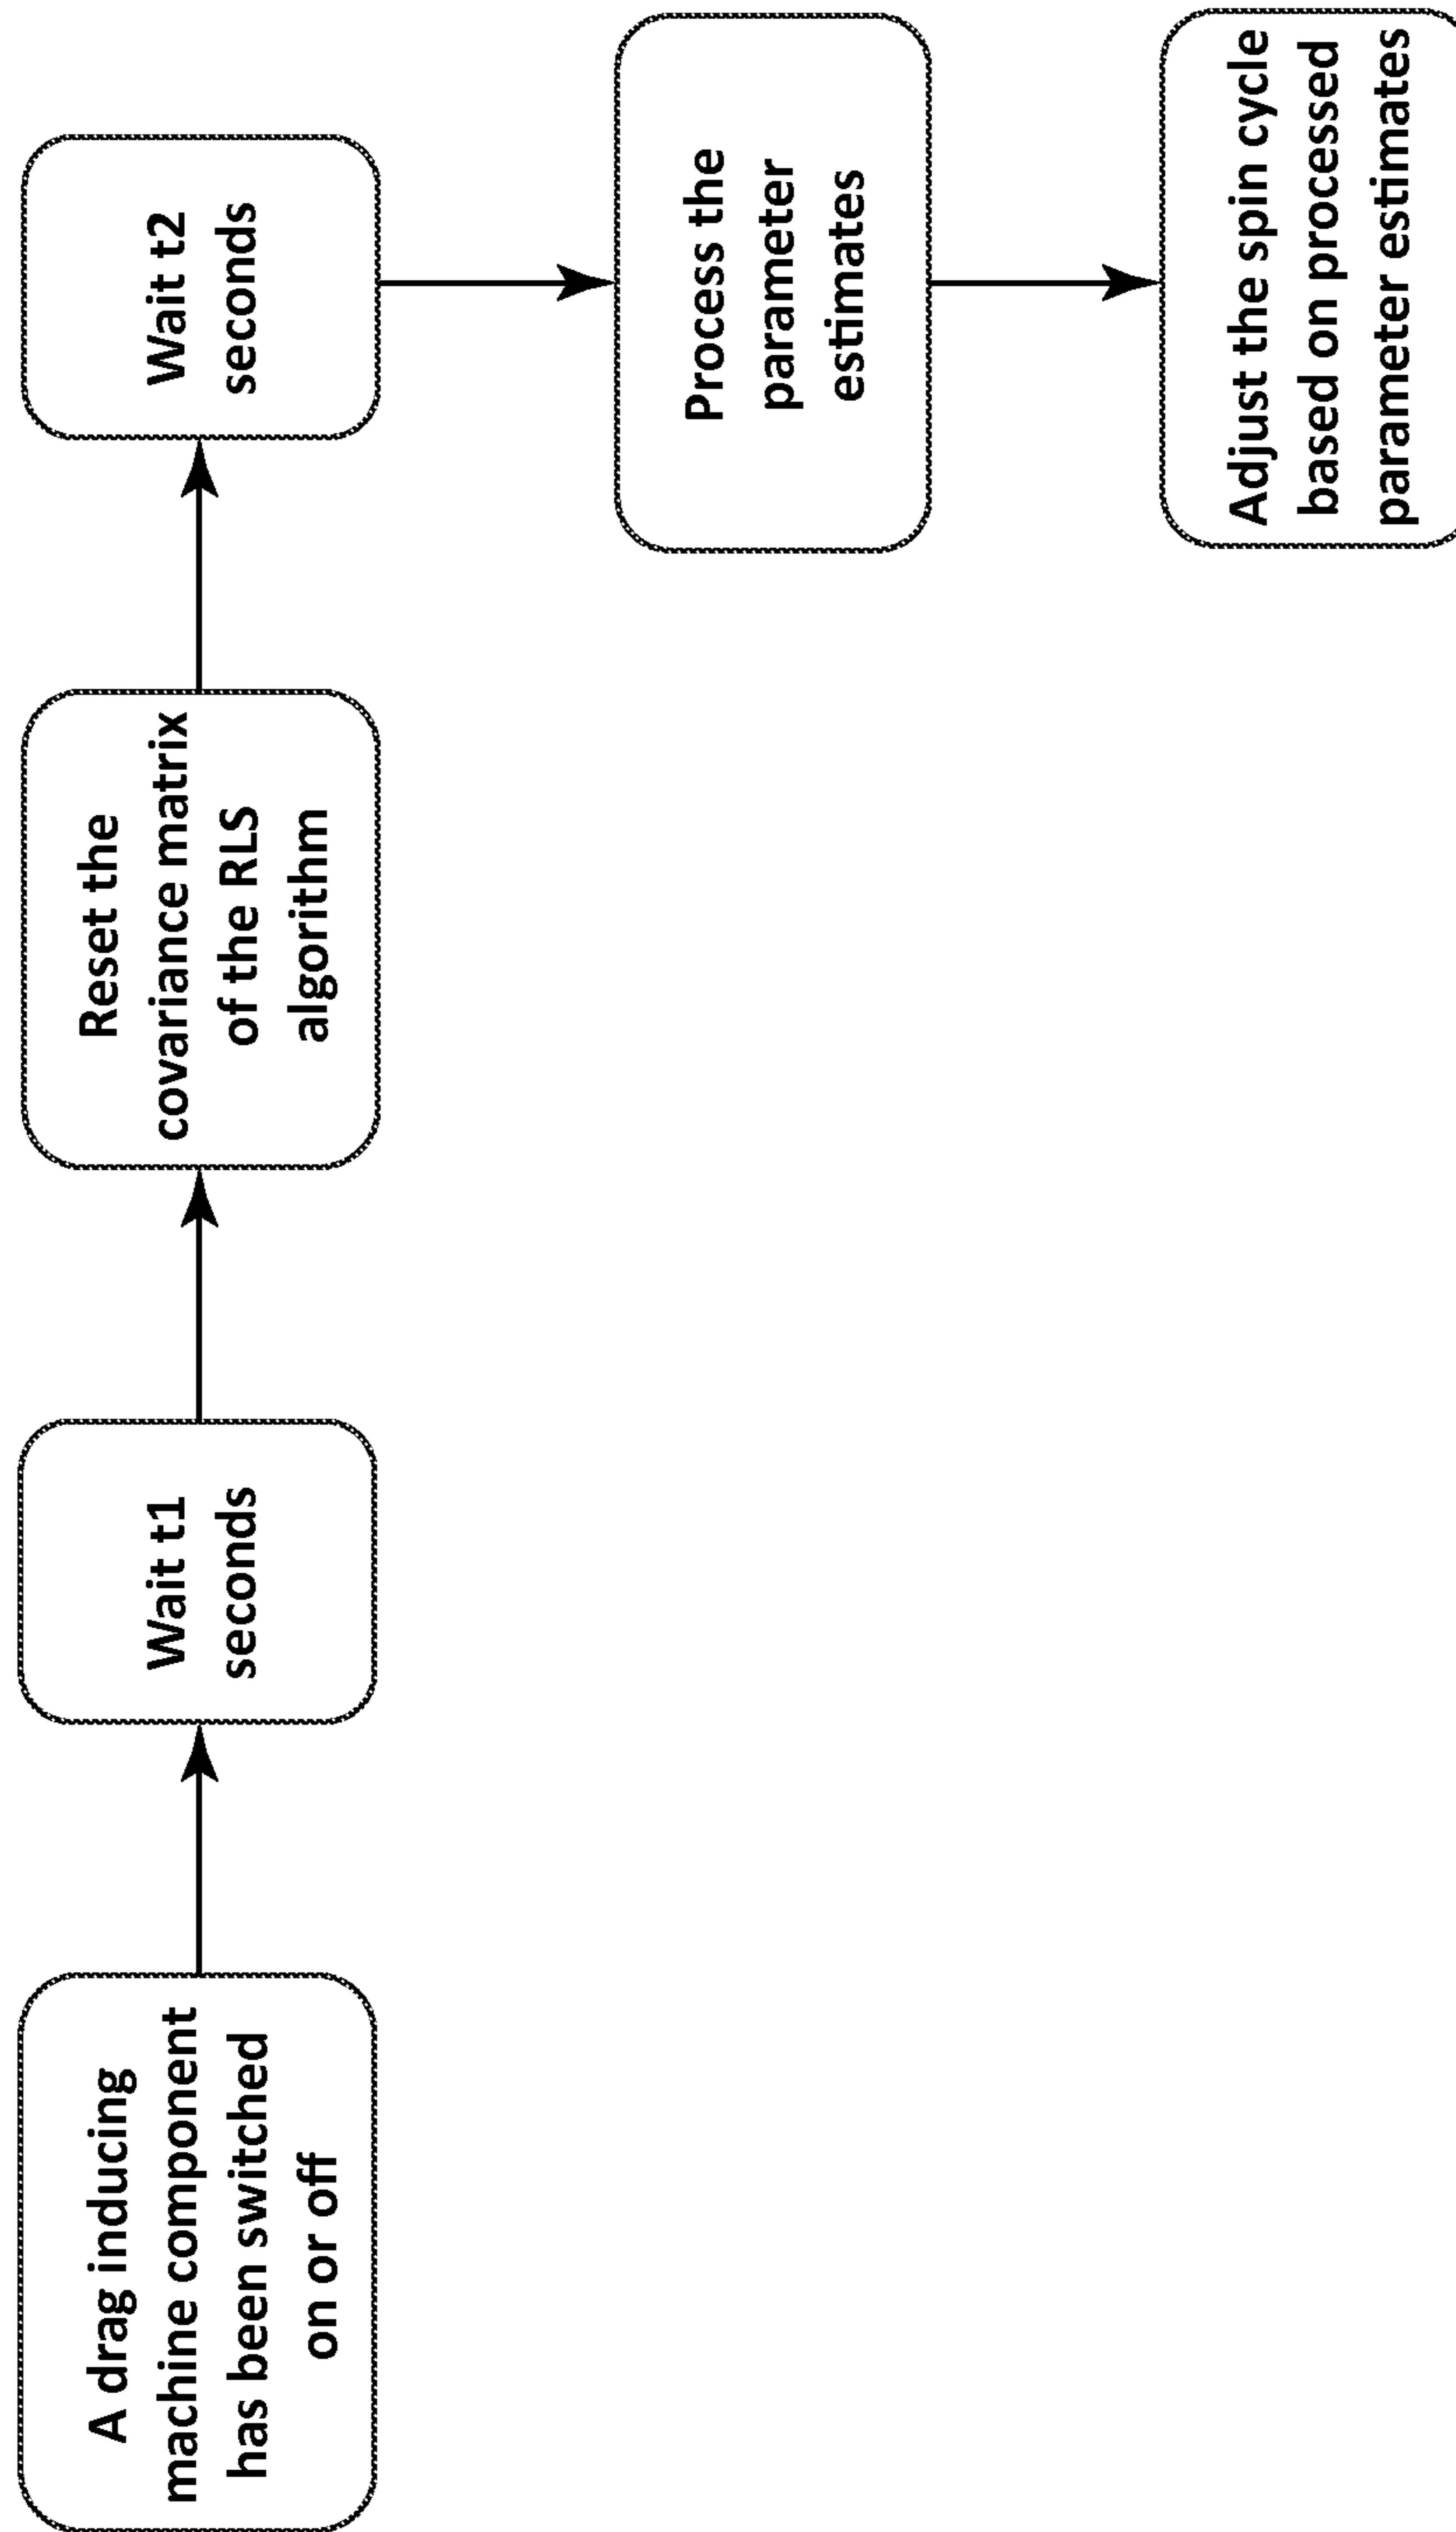 A drag inducing
machine component
has been switched
on or off
Wait t1
seconds
Reset the
covariance matrix
of the RLS
algorithm
Wait t2
seconds
Process the
parameter
estimates
Adjust the spin cycle
based on processed
parameter estimates